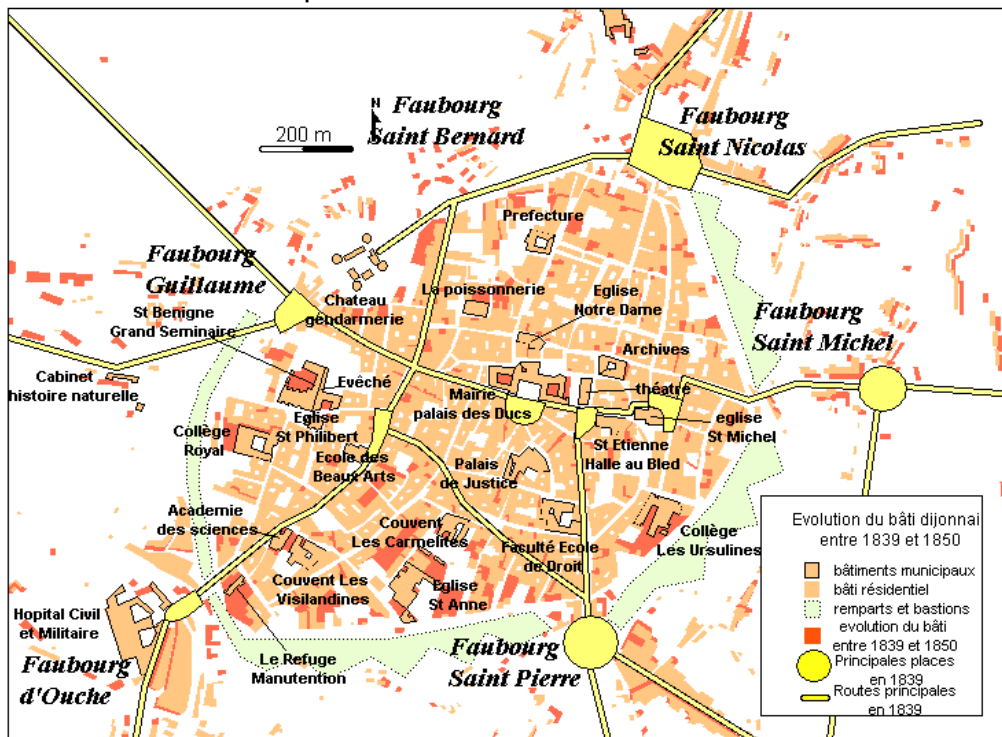 Faubourg
Saint Bernard
N
200 m
Faubourg
Saint Nicolas
Prefecture
Faubourg
Guillaume
St Benigne
Grand Seminaire
Chateau
gendarmerie
La poissonnerie
Eglise
Notre Dame
Faubourg
Saint Michel
Archives
Cabinet
histoire naturelle
Evêché
Mairie
palais des Ducs
théatre
Eglise
St Philibert
eglise
St Michel
Collège
Royal
Ecole des
Beaux Arts
Palais
de Justice
St Etienne
Halle au Bled
Academie
des sciences
Couvent
Les Carmelites
Faculté Ecole
de Droit
Collège
Les Ursulines
Couvent Les
Visilandines
Eglise
St Anne
Hopital Civil
et Militaire
Le Refuge
Manutention
Faubourg
d'Ouche
Faubourg
Saint Pierre
Evolution du bâti dijonnai
entre 1839 et 1850
bâtiments municipaux
bâti résidentiel
remparts et bastions
evolution du bâti
entre 1839 et 1850
Principales places
en 1839
Routes principales
en 1839